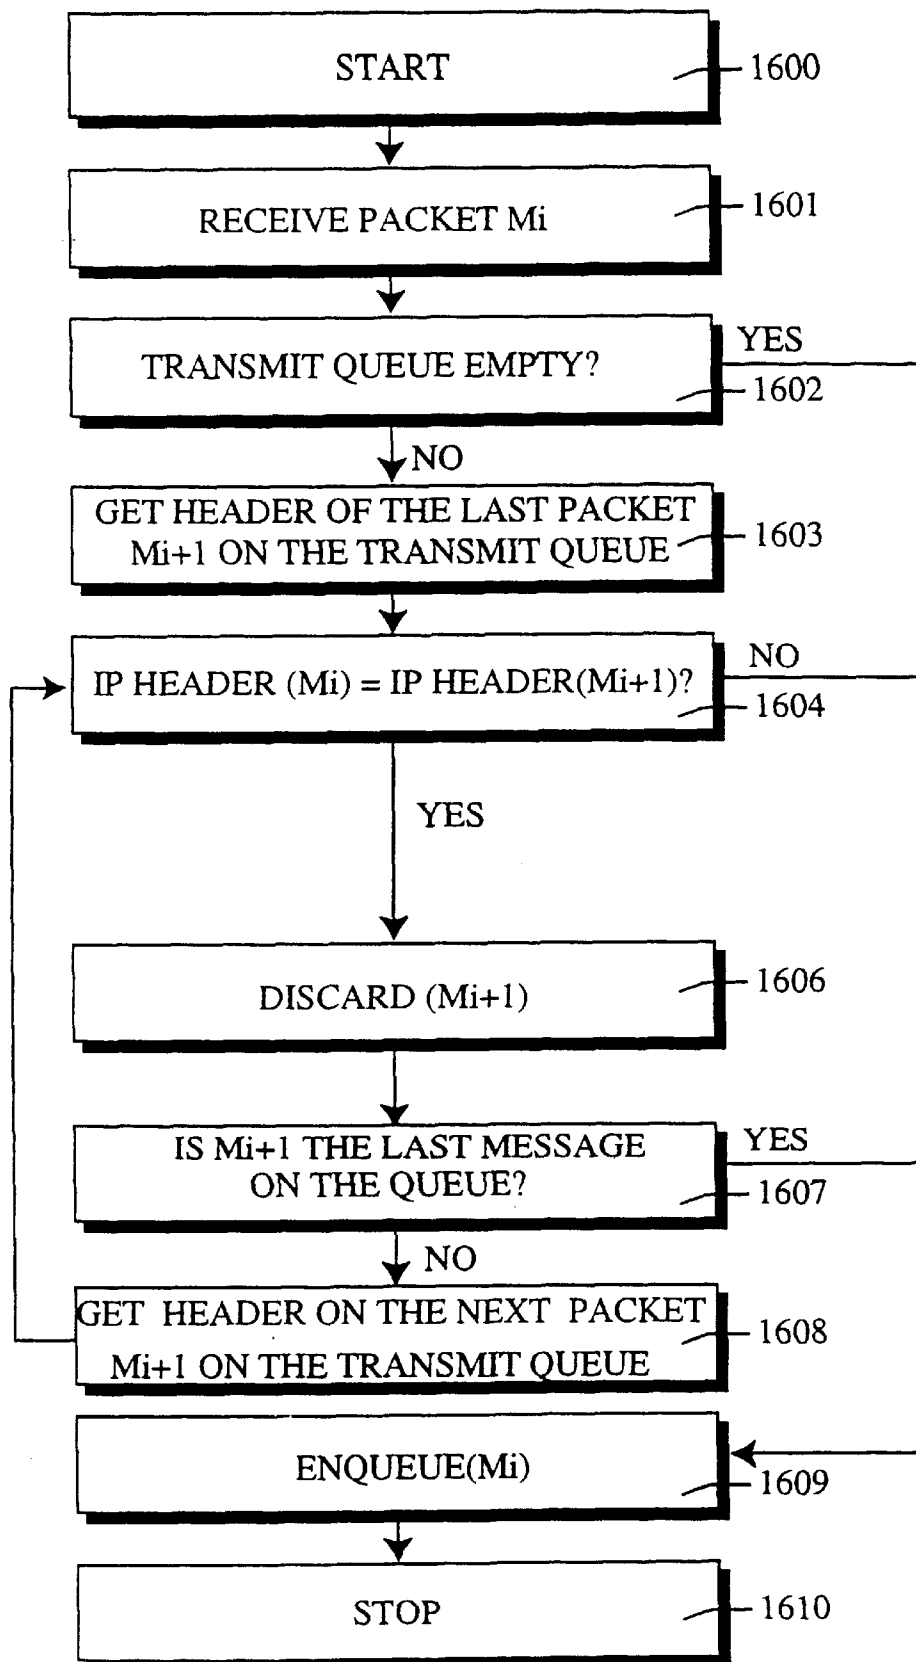 START
1600
RECEIVE PACKET Mi
1601
TRANSMIT QUEUE EMPTY?
YES
1602
NO
GET HEADER OF THE LAST PACKET
Mi+1 ON THE TRANSMIT QUEUE
1603
IP HEADER (Mi) = IP HEADER(Mi+1)?
NO
1604
YES
DISCARD (Mi+1)
1606
IS Mi+1 THE LAST MESSAGE
ON THE QUEUE?
YES
1607
NO
GET HEADER ON THE NEXT PACKET
Mi+1 ON THE TRANSMIT QUEUE
1608
ENQUEUE(Mi)
1609
STOP
1610